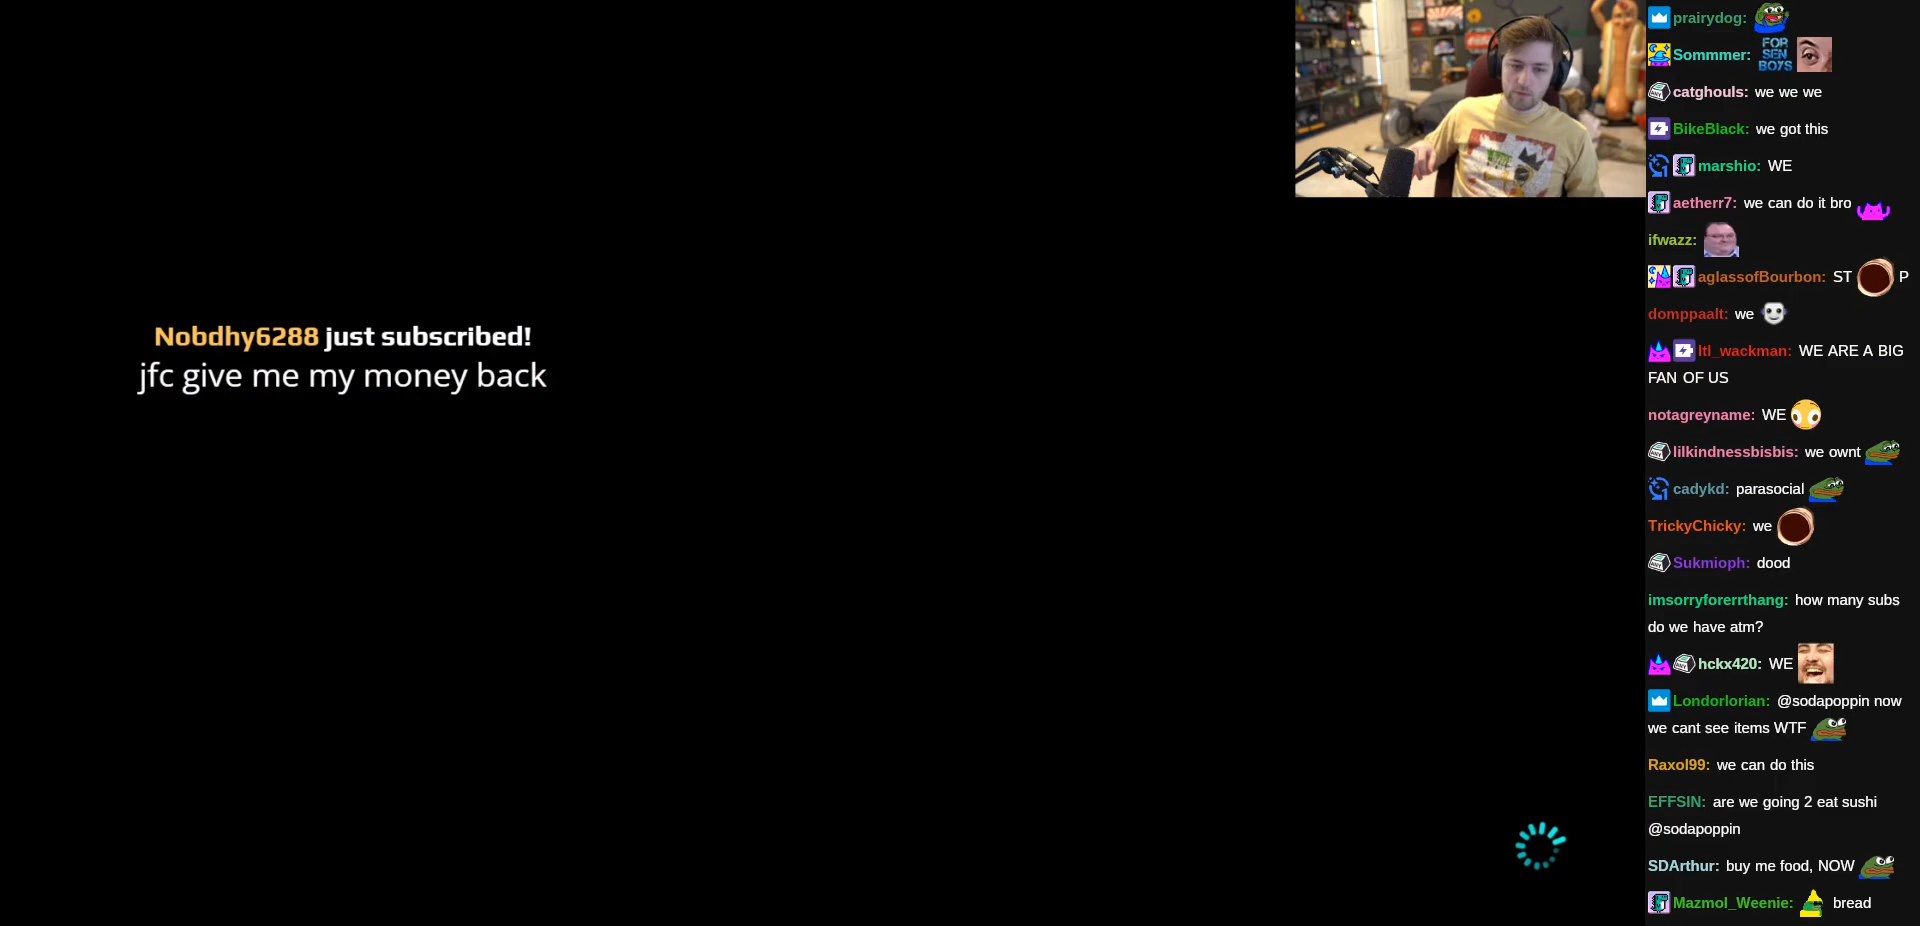 Nobdhy6288 just subscribed!
jfc give me my money back
prairydog:
Sommmer: FOR SEN BOYS
catghouls: we we we
BikeBlack: we got this
marshio: WE
aetherr7: we can do it bro
ifwazz:
aglassofBourbon: ST P
domppaalt: we
ltl_wackman: WE ARE A BIG
FAN OF US
notagreyname: WE
lilkindnessbisbis: we ownt
cadykd: parasocial
TrickyChicky: we
Sukmioph: dood
imsorryforerrthang: how many subs
do we have atm?
hckx420: WE
Londorlorian: @sodapoppin now
we cant see items WTF
Raxol99: we can do this
EFFSIN: are we going 2 eat sushi
@sodapoppin
SDArthur: buy me food, NOW
Mazmol_Weenie: bread